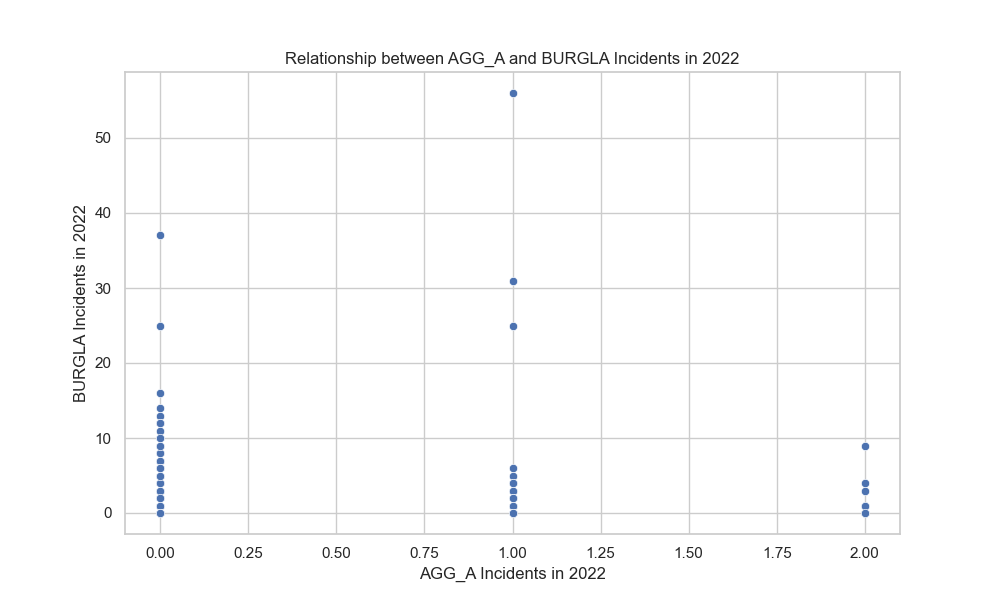 Relationship between AGG_A and BURGLA Incidents in 2022
BURGLA Incidents in 2022
50
40
30
20
10
0
0.00 0.25 0.50 0.75 1.00 1.25 1.50 1.75 2.00
AGG_A Incidents in 2022